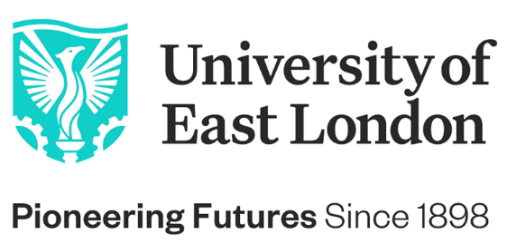 University of
East London
Pioneering Futures Since 1898